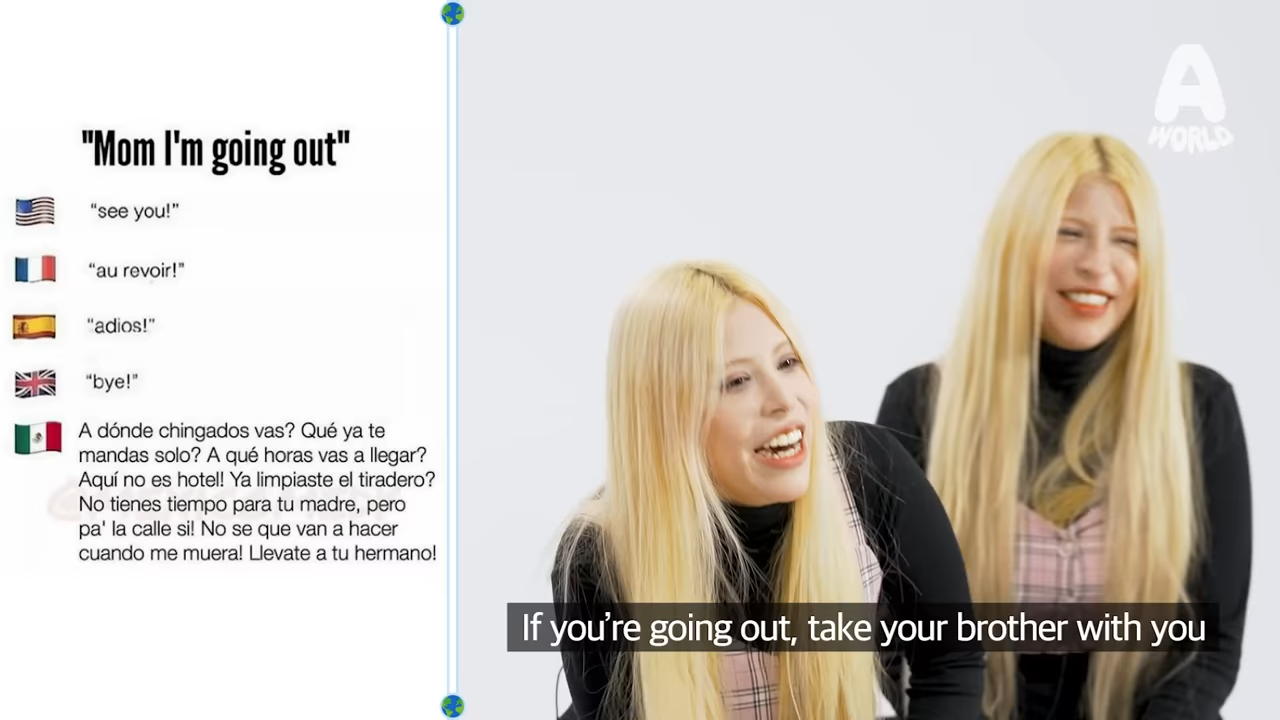 "Mom I'm going out"
“see you!”
“au revoir!”
“adios!”
“bye!”
A dónde chingados vas? Qué ya te
mandas solo? A qué horas vas a llegar?
Aquí no es hotel! Ya limpiaste el tiradero?
No tienes tiempo para tu madre, pero
pa' la calle si! No se que van a hacer
cuando me muera! Llevate a tu hermano!
A
WORLD
If you’re going out, take your brother with you